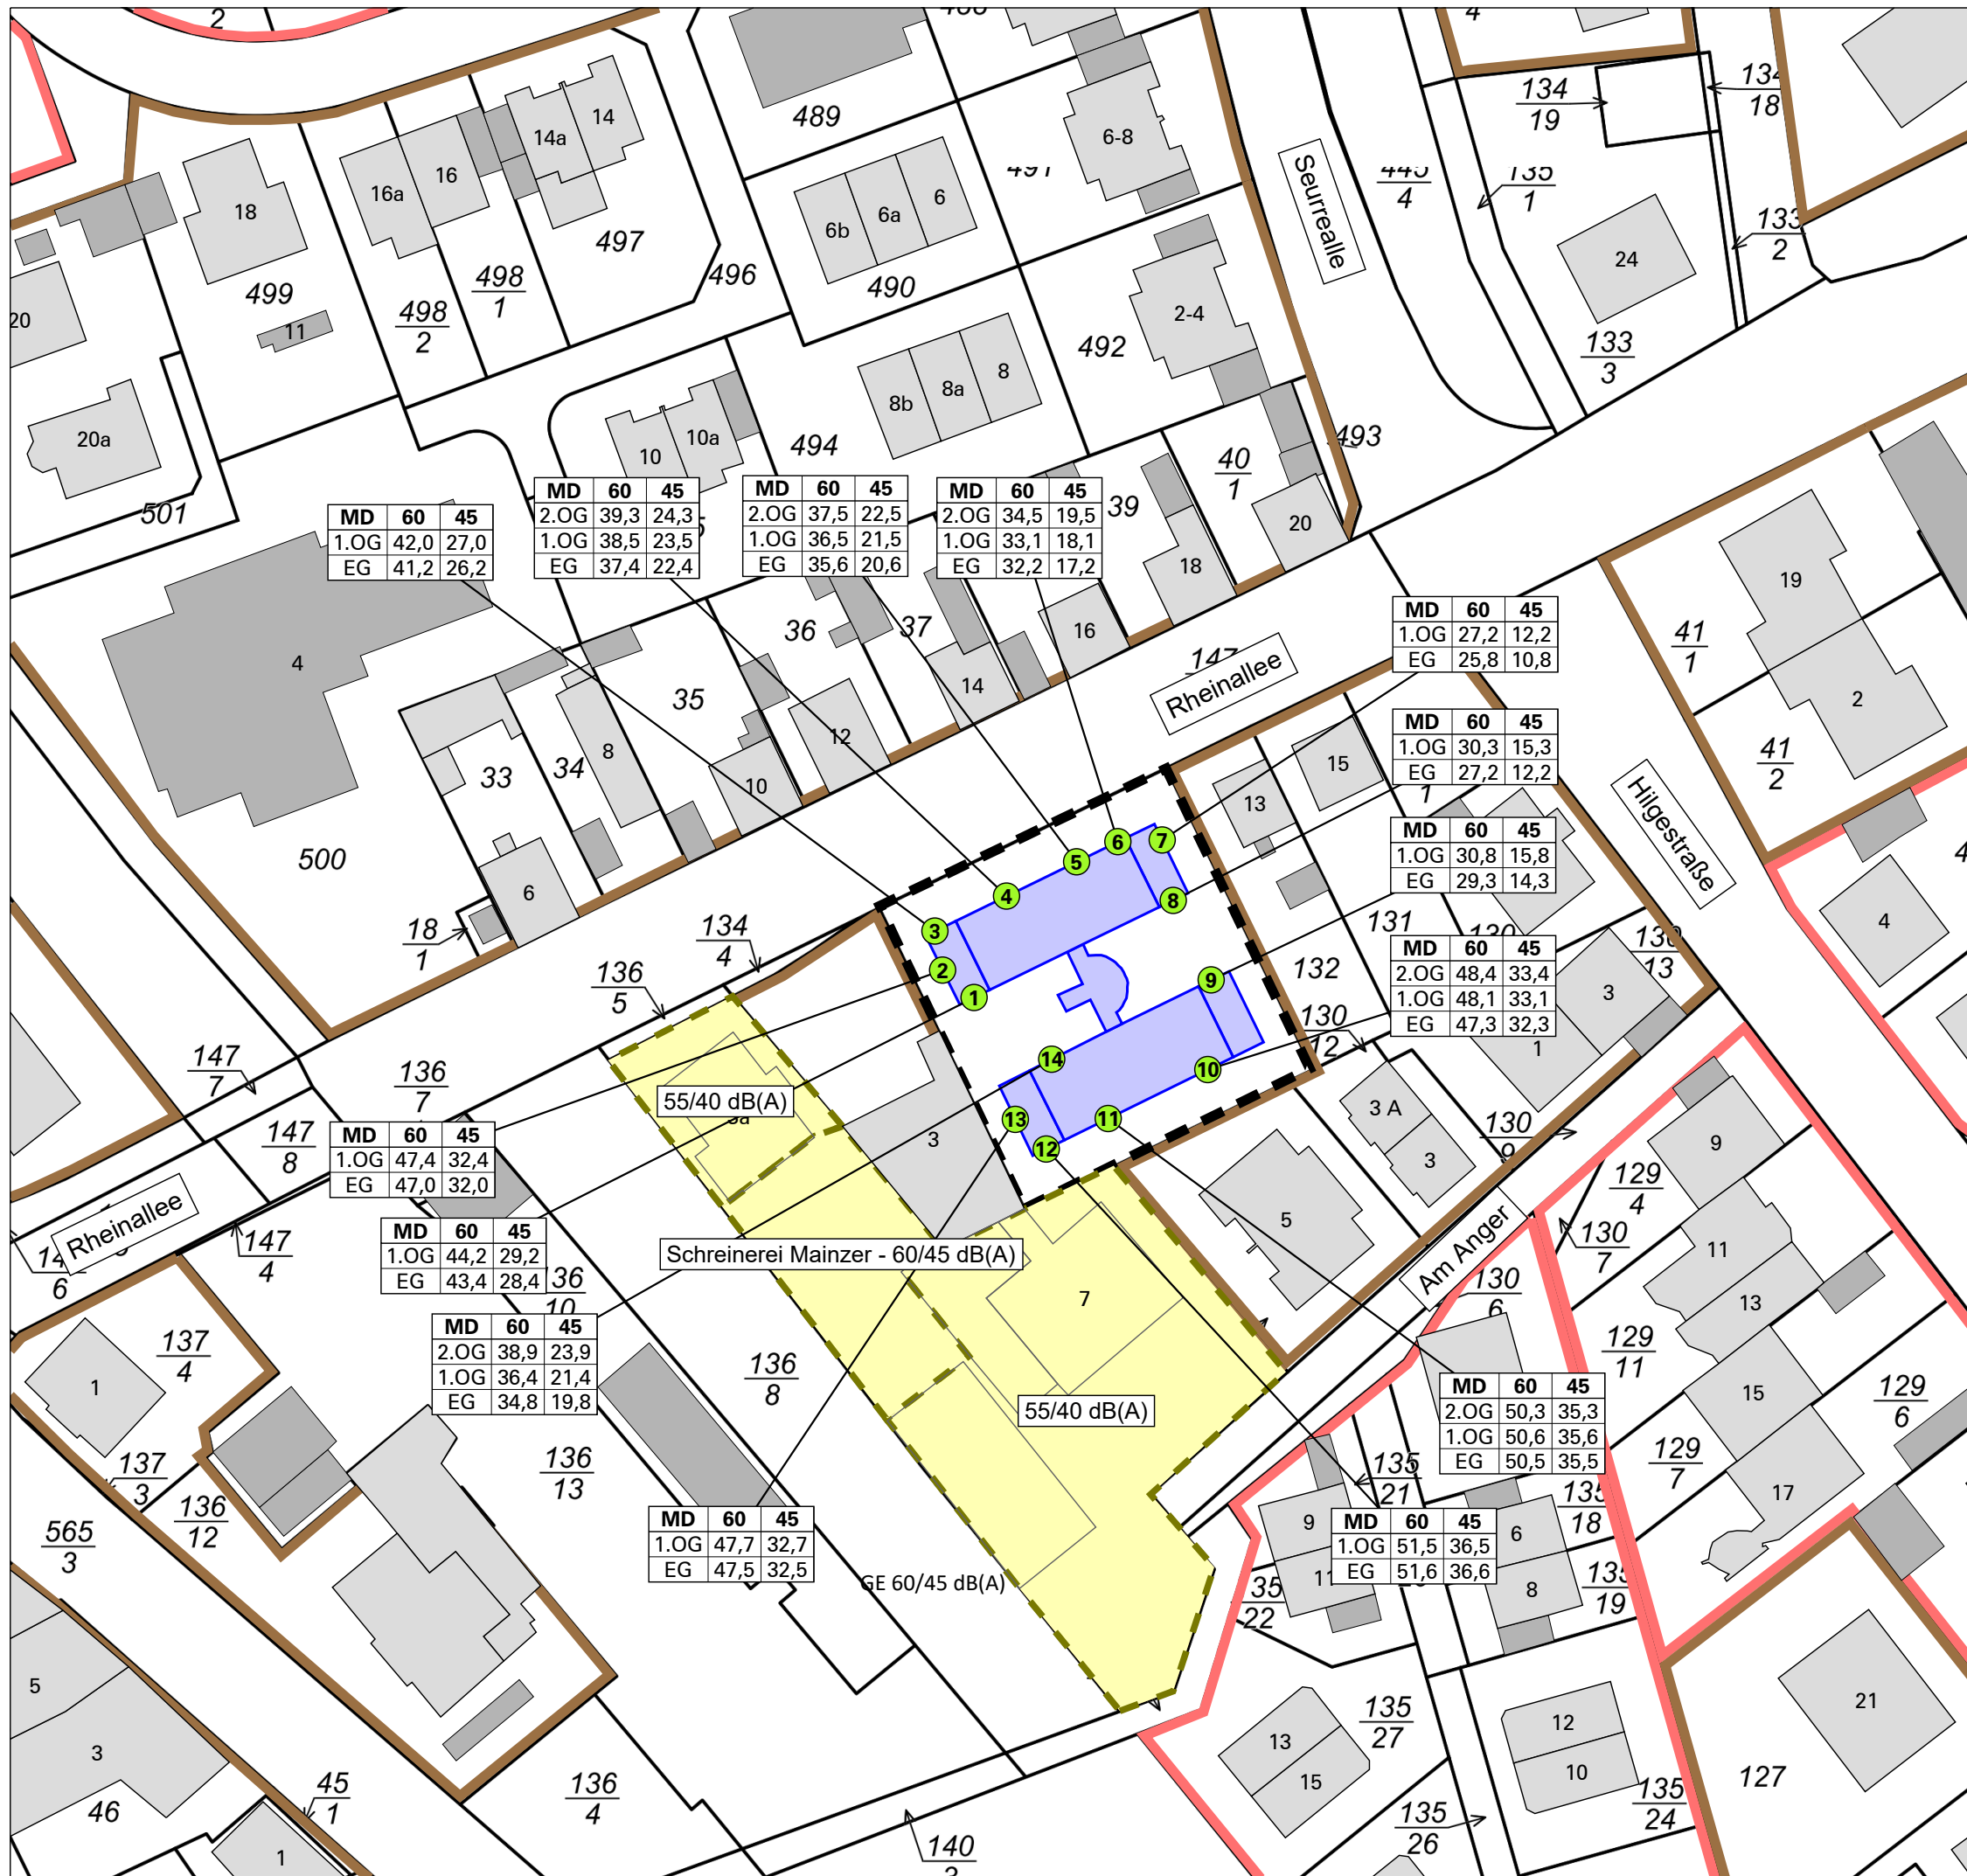 2
4
134
19
134
18
489
14
14a
16
16a
18
6-8
Seurrealle
4
135
1
6
6a
6b
497
496
490
133
2
24
499
498
1
498
2
11
20
2-4
492
133
3
8
8a
8b
20a
10
10a
494
493
40
1
39
501
20
MD 60 45
1.OG 42,0 27,0
EG 41,2 26,2
MD 60 45
2.OG 39,3 24,3
1.OG 38,5 23,5
EG 37,4 22,4
MD 60 45
2.OG 37,5 22,5
1.OG 36,5 21,5
EG 35,6 20,6
MD 60 45
2.OG 34,5 19,5
1.OG 33,1 18,1
EG 32,2 17,2
18
19
41
1
36
37
16
MD 60 45
1.OG 27,2 12,2
EG 25,8 10,8
4
147
Rheinallee
14
35
2
12
34
8
33
10
41
2
15
13
MD 60 45
1.OG 30,3 15,3
EG 27,2 12,2
1
Hilgestraße
500
6
MD 60 45
1.OG 30,8 15,8
EG 29,3 14,3
18
1
134
4
136
5
131
132
130
13
3
4
1
MD 60 45
2.OG 48,4 33,4
1.OG 48,1 33,1
EG 47,3 32,3
1
2
3
4
5
6
7
8
9
10
11
12
13
14
130
12
147
7
136
7
147
8
55/40 dB(A)
3
3 A
3
130
9
9
129
4
130
7
MD 60 45
1.OG 47,4 32,4
EG 47,0 32,0
Rheinallee
6
147
4
MD 60 45
1.OG 44,2 29,2
EG 43,4 28,4
Schreinerei Mainzer - 60/45 dB(A)
5
7
Am Anger
130
6
11
13
129
11
MD 60 45
2.OG 38,9 23,9
1.OG 36,4 21,4
EG 34,8 19,8
137
4
1
136
8
55/40 dB(A)
15
129
6
129
7
17
MD 60 45
2.OG 50,3 35,3
1.OG 50,6 35,6
EG 50,5 35,5
137
3
136
12
136
13
565
3
135
21
135
18
9
6
MD 60 45
1.OG 51,5 36,5
EG 51,6 36,6
MD 60 45
1.OG 47,7 32,7
EG 47,5 32,5
GE 60/45 dB(A)
8
135
19
22
5
3
46
45
1
1
136
4
140
13
15
135
27
12
10
135
24
135
26
127
21